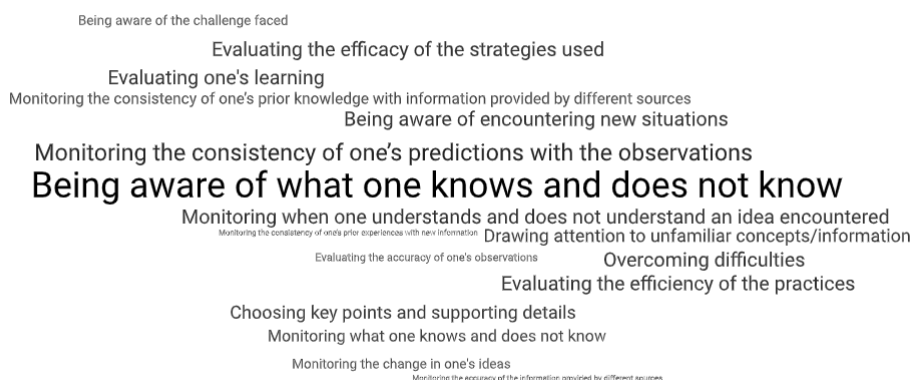 Being aware of the challenge faced
Evaluating the efficacy of the strategies used
Evaluating one's learning
Monitoring the consistency of one's prior knowledge with information provided by different sources
Being aware of encountering new situations
Monitoring the consistency of one’s predictions with the observations
Being aware of what one knows and does not know
Monitoring when one understands and does not understand an idea encountered
Monitoring the consistency of one's prior experiences with new information
Drawing attention to unfamiliar concepts/information
Evaluating the accuracy of one's observations
Overcoming difficulties
Evaluating the efficiency of the practices
Choosing key points and supporting details
Monitoring what one knows and does not know
Monitoring the change in one's ideas
Monitoring the accuracy of the information provided by different sources